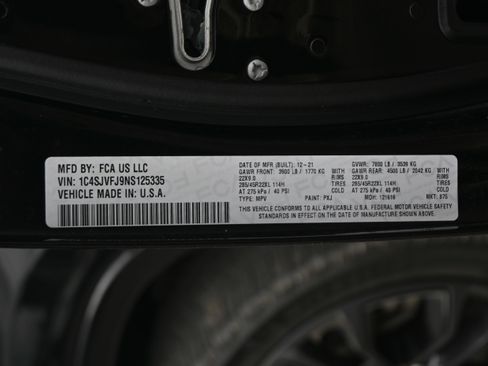 MFD BY: FCA US LLC
VIN: 1C4SJVFJ9NS125335
VEHICLE MADE IN: U.S.A.
DATE OF MFR (BUILT): 12-21 GVWR: 7800 LB / 3539 KG
GAWR FRONT: 3900 LB / 1770 KG WITH GAWR REAR: 4500 LB / 2042 KG WITH
22X9.0 RIMS 22X9.0 RIMS
285/45R22XL 114H TIRES 285/45R22XL 114H TIRES
AT 275 kPa / 40 PSI AT 275 kPa / 40 PSI
TYPE: MPV PAINT: PXJ MDH: 121618 MKT: 875
THIS VEHICLE CONFORMS TO ALL APPLICABLE U.S.A. FEDERAL MOTOR VEHICLE SAFETY
STANDARDS IN EFFECT ON THE DATE OF MANUFACTURE SHOWN ABOVE.